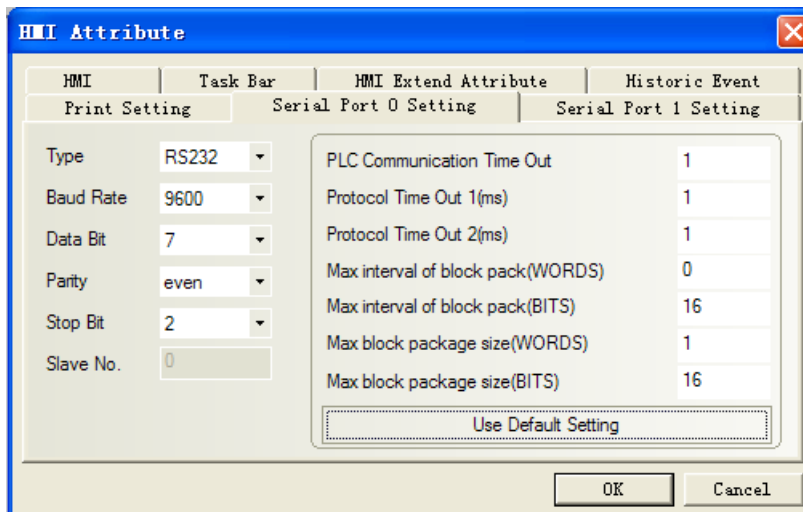 HMI Attribute
HMI Task Bar HMI Extend Attribute Historic Event
Print Setting Serial Port 0 Setting Serial Port 1 Setting
Type RS232
Baud Rate 9600
Data Bit 7
Parity even
Stop Bit 2
Slave No. 0
PLC Communication Time Out 1
Protocol Time Out 1(ms) 1
Protocol Time Out 2(ms) 1
Max interval of block pack(WORDS) 0
Max interval of block pack(BITS) 16
Max block package size(WORDS) 1
Max block package size(BITS) 16
Use Default Setting
OK Cancel